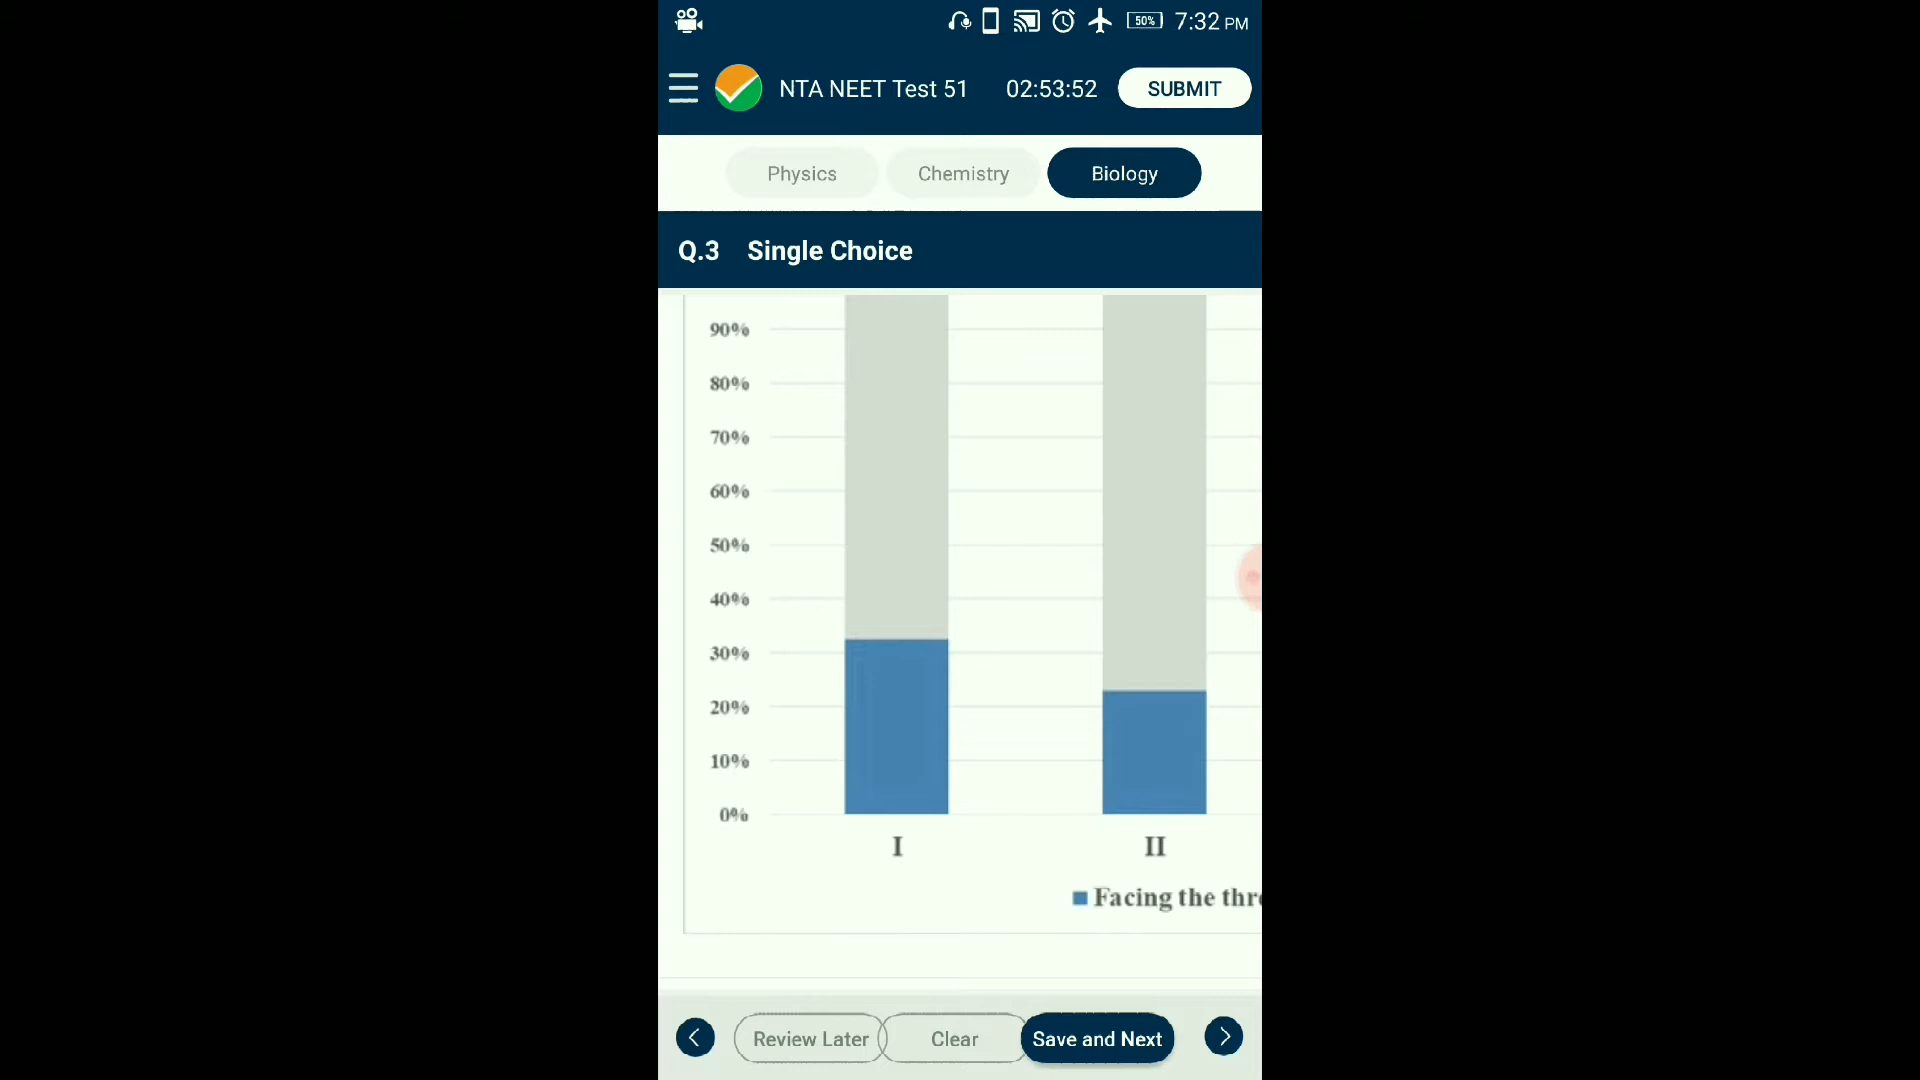 50% 7:32 PM
NTA NEET Test 51 02:53:52 SUBMIT
Physics Chemistry Biology
Q.3 Single Choice
90%
80%
70%
60%
50%
40%
30%
20%
10%
0%
I II
Facing the
Review Later Clear Save and Next